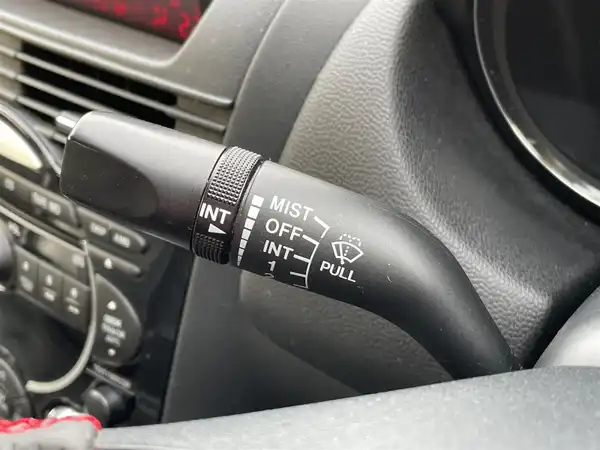 INT
MIST
OFF
INT
1
PULL